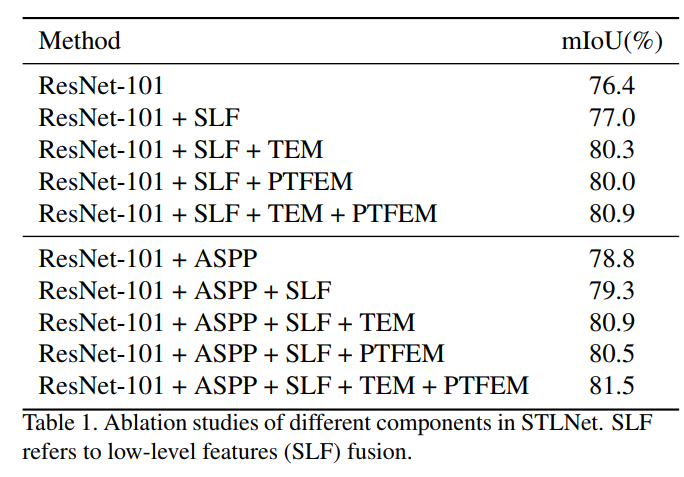 Method mIoU(%)
ResNet-101 76.4
ResNet-101 + SLF 77.0
ResNet-101 + SLF + TEM 80.3
ResNet-101 + SLF + PTFEM 80.0
ResNet-101 + SLF + TEM + PTFEM 80.9
ResNet-101 + ASPP 78.8
ResNet-101 + ASPP + SLF 79.3
ResNet-101 + ASPP + SLF + TEM 80.9
ResNet-101 + ASPP + SLF + PTFEM 80.5
ResNet-101 + ASPP + SLF + TEM + PTFEM 81.5
Table 1. Ablation studies of different components in STLNet. SLF
refers to low-level features (SLF) fusion.